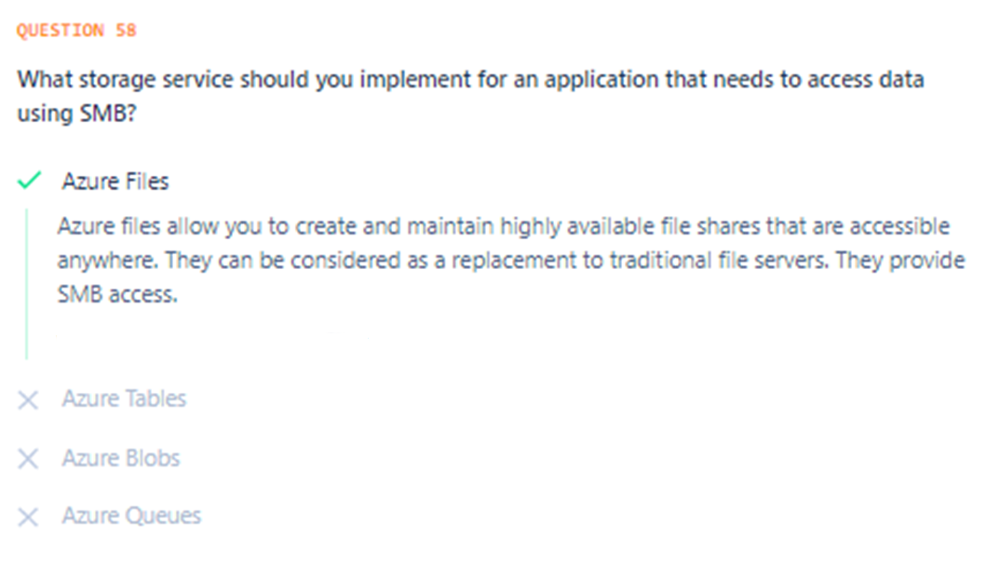 QUESTION 58
What storage service should you implement for an application that needs to access data
using SMB?
Azure Files
Azure files allow you to create and maintain highly available file shares that are accessible
anywhere. They can be considered as a replacement to traditional file servers. They provide
SMB access.
Azure Tables
Azure Blobs
Azure Queues